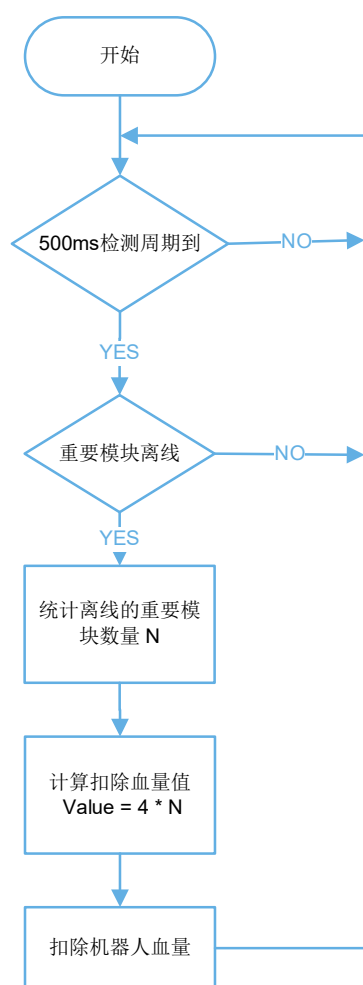 开始
500ms检测周期到
NO
YES
重要模块离线
NO
YES
统计离线的重要模
块数量 N
计算扣除血量值
Value = 4 * N
扣除机器人血量